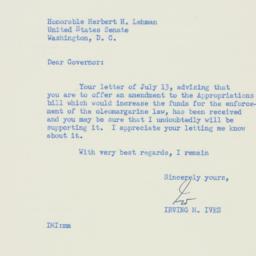 Honorable Herbert H. Lehman
United States Senate
Washington, D. C.
Dear Governor:
Your letter of July 13, advising that
you are to offer an amendment to the Appropriations
bill which would increase the funds for the enforce-
ment of the oleomargarine law, has been received
and you may be sure that I undoubtedly will be
supporting it. I appreciate your letting me know
about it.
With very best regards, I remain
Sincerely yours,
IRVING M. IVES
IMI:mm